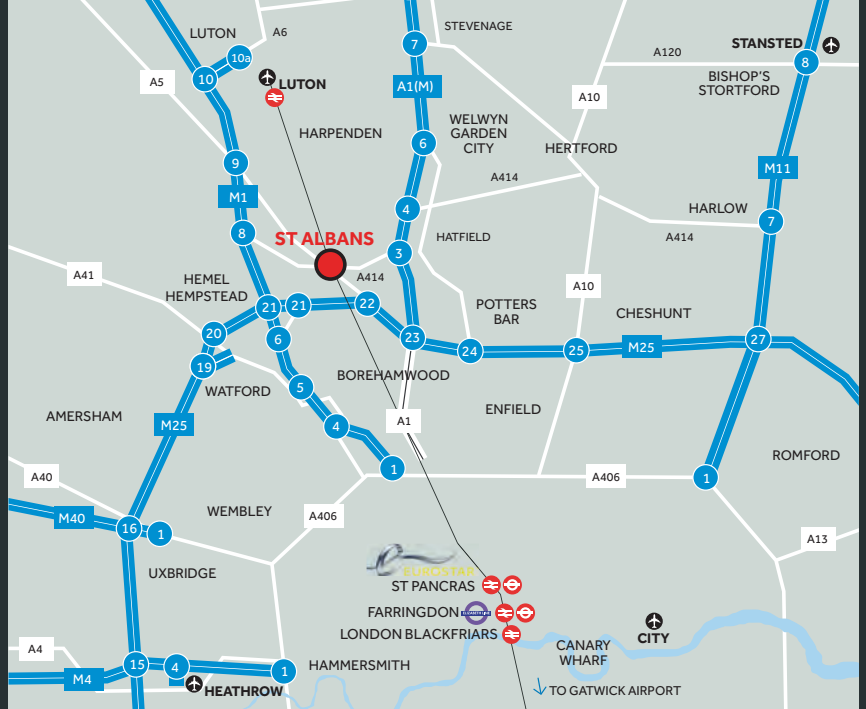 LUTON
A6
STEVENAGE
7
10a
10
A5
LUTON
A1(M)
A120
STANSTED
8
BISHOP'S
STORTFORD
A10
HARPENDEN
WELWYN
GARDEN
CITY
6
HERTFORD
9
M11
A414
M1
4
HARLOW
7
8
ST ALBANS
HATFIELD
A414
3
A41
A414
HEMEL
HEMPSTEAD
A10
21
21
22
POTTERS
BAR
CHESHUNT
20
6
23
24
25
M25
27
19
WATFORD
5
BOREHAMWOOD
AMERSHAM
M25
4
A1
ENFIELD
ROMFORD
1
A40
A406
1
M40
WEMBLEY
A406
16
1
A13
UXBRIDGE
EUROSTAR
ST PANCRAS
FARRINGDON
LONDON BLACKFRIARS
CITY
A4
CANARY
WHARF
15
4
1
HAMMERSMITH
M4
HEATHROW
TO GATWICK AIRPORT